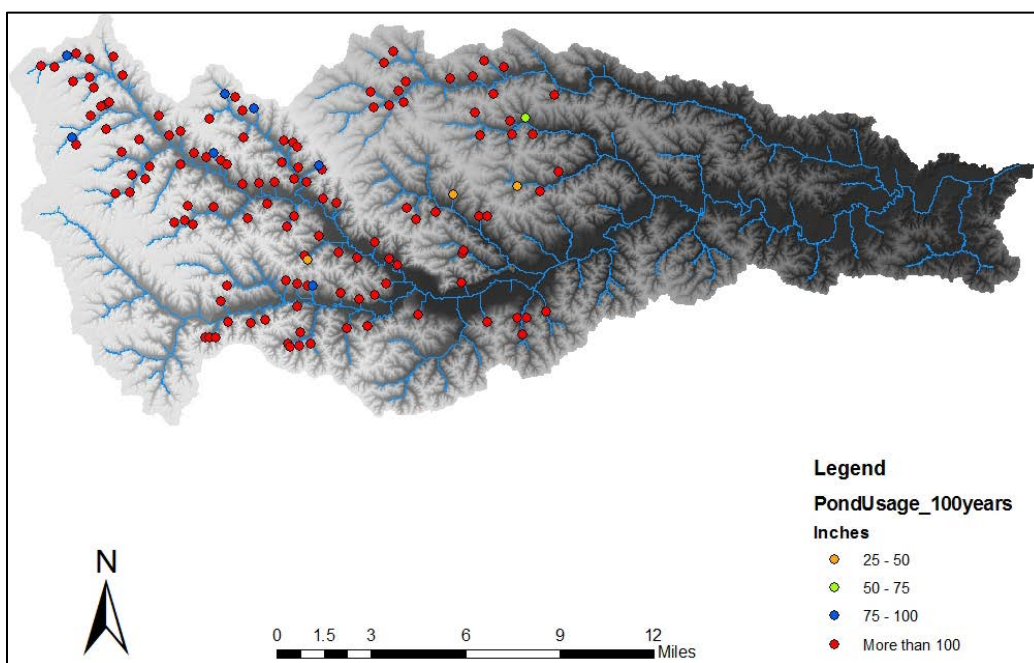 Legend
PondUsage_100years
Inches
25 - 50
50 - 75
75 - 100
More than 100
N
0 1.5 3 6 9 12
Miles